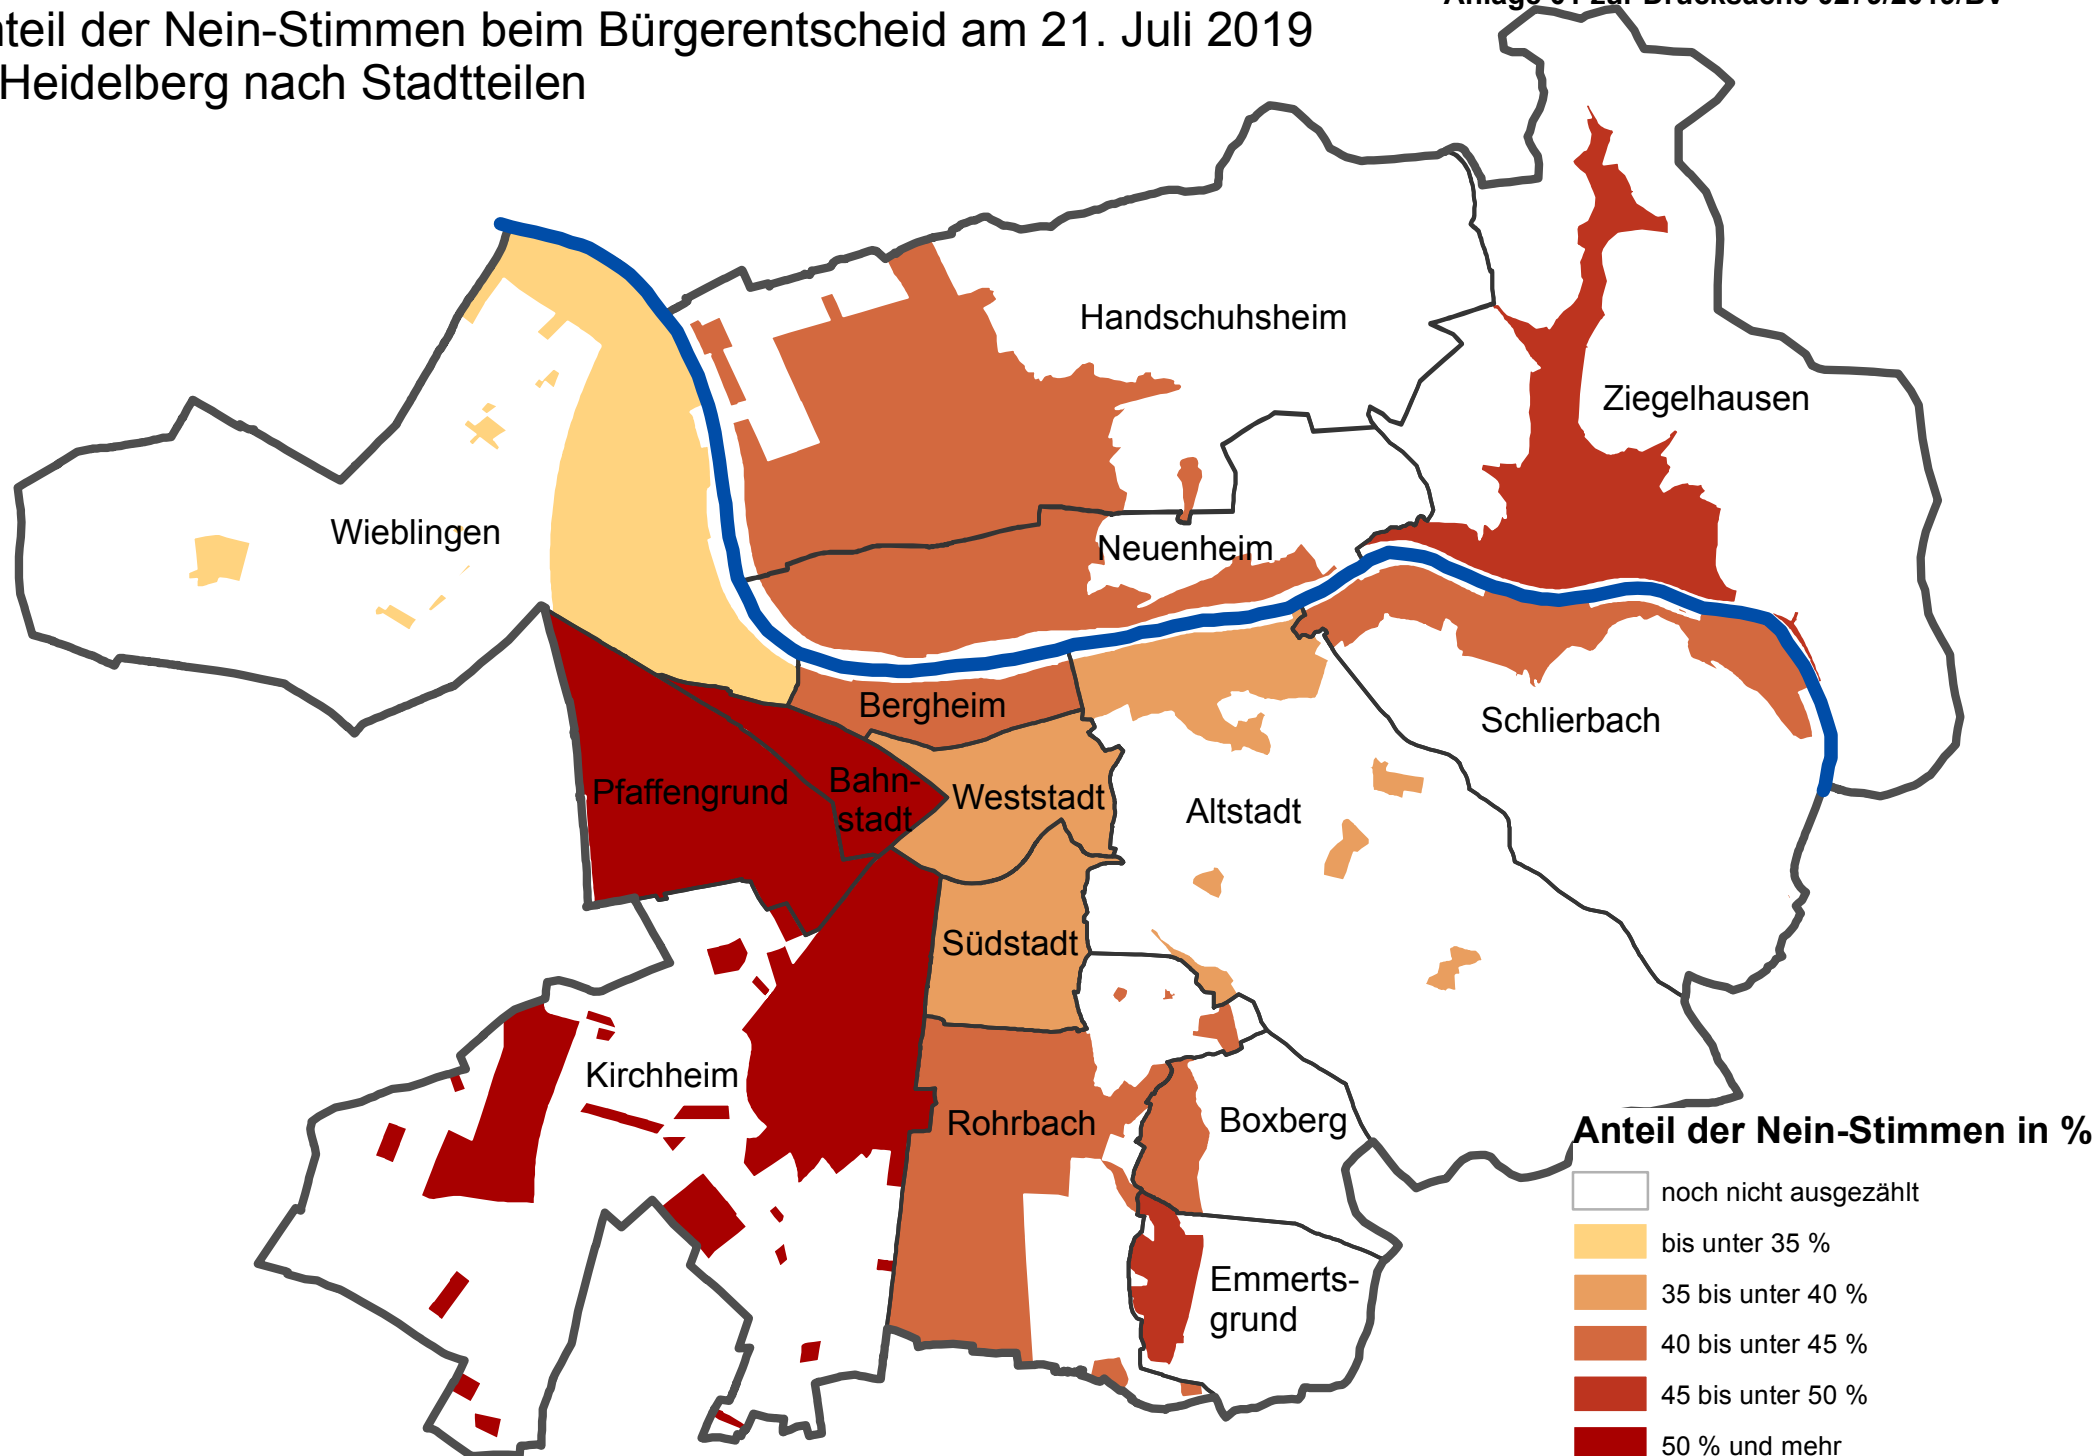 nteil der Nein-Stimmen beim Bürgerentscheid am 21. Juli 2019
Heidelberg nach Stadtteilen
Handschuhsheim
Ziegelhausen
Wieblingen
Neuenheim
Bergheim
Schlierbach
Pfaffengrund
Bahn-
stadt
Weststadt
Altstadt
Südstadt
Kirchheim
Rohrbach
Boxberg
Emmerts-
grund
Anteil der Nein-Stimmen in %
noch nicht ausgezählt
bis unter 35 %
35 bis unter 40 %
40 bis unter 45 %
45 bis unter 50 %
50 % und mehr